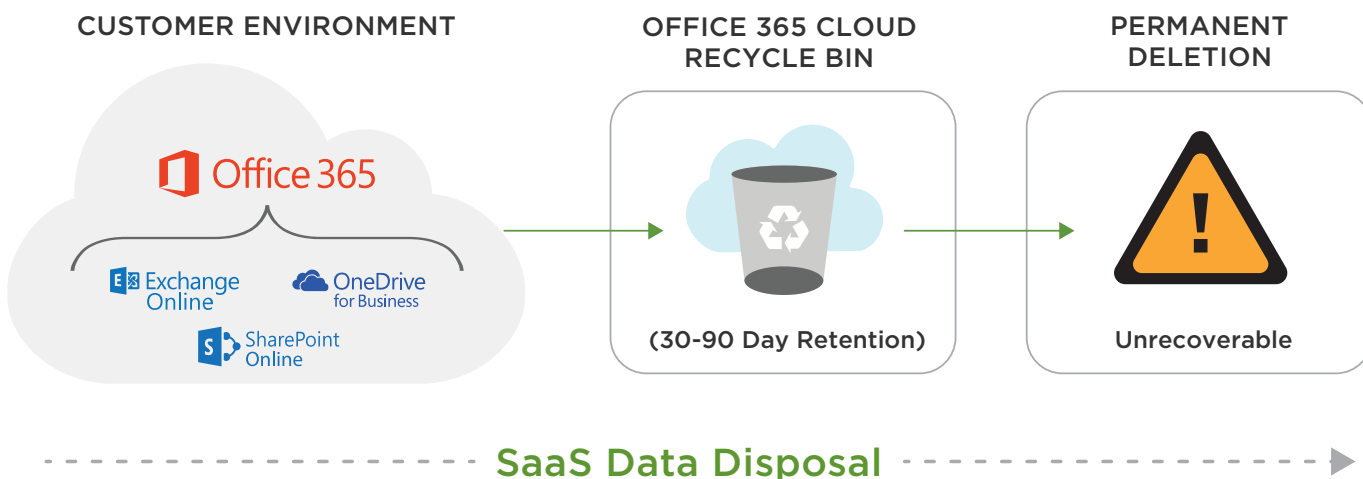 CUSTOMER ENVIRONMENT
OFFICE 365 CLOUD
RECYCLE BIN
PERMANENT
DELETION
Office 365
E Exchange
Online
OneDrive
for Business
S SharePoint
Online
(30-90 Day Retention)
!
Unrecoverable
SaaS Data Disposal